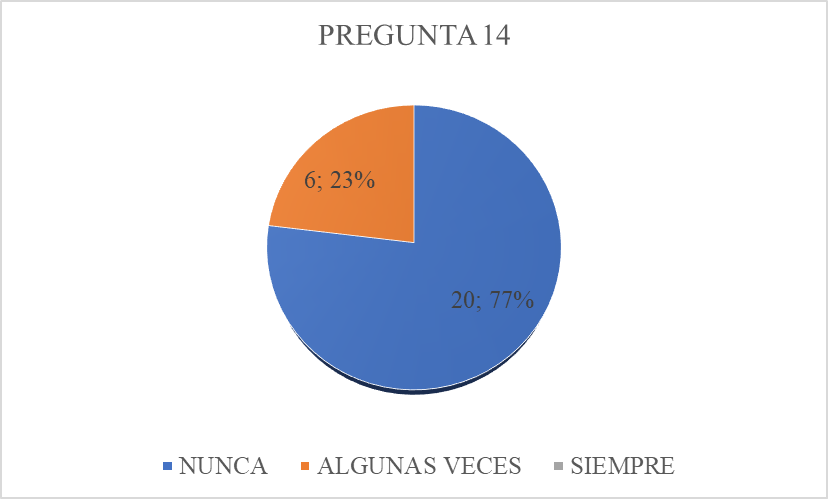 PREGUNTA 14
6; 23%
20; 77%
NUNCA
ALGUNAS VECES
SIEMPRE